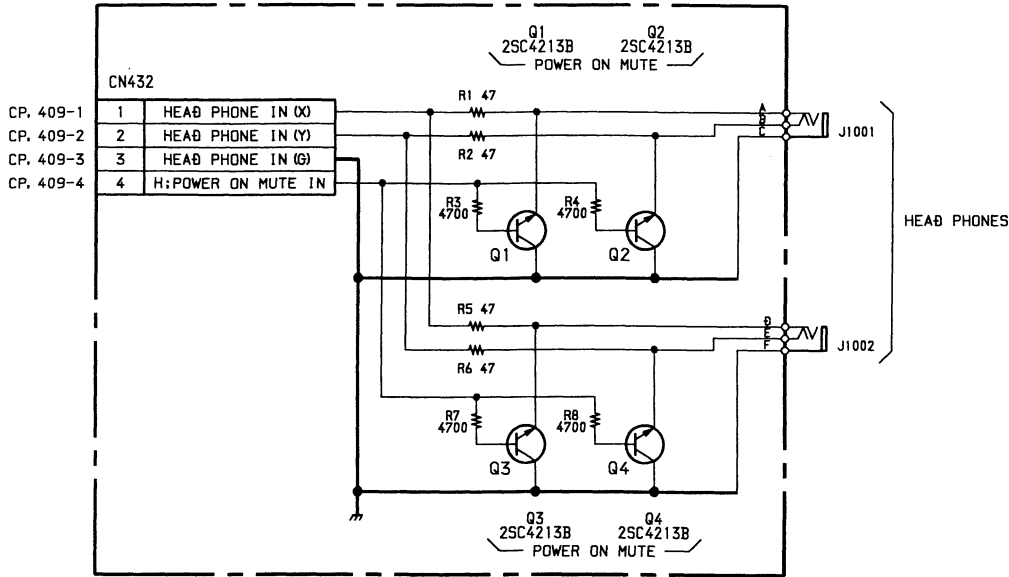 Q1 Q2
2SC4213B 2SC4213B
POWER ON MUTE
CN432
R1 47
CP. 409-1 1 HEAD PHONE IN (X)
A
B
CP. 409-2 2 HEAD PHONE IN (Y)
C
J1001
R2 47
CP. 409-3 3 HEAD PHONE IN (G)
CP. 409-4 4 H:POWER ON MUTE IN
R3
4700
R4
4700
HEAD PHONES
Q1 Q2
R5 47
D
E
F
J1002
R6 47
R7
4700
R8
4700
Q3 Q4
Q3 Q4
2SC4213B 2SC4213B
POWER ON MUTE